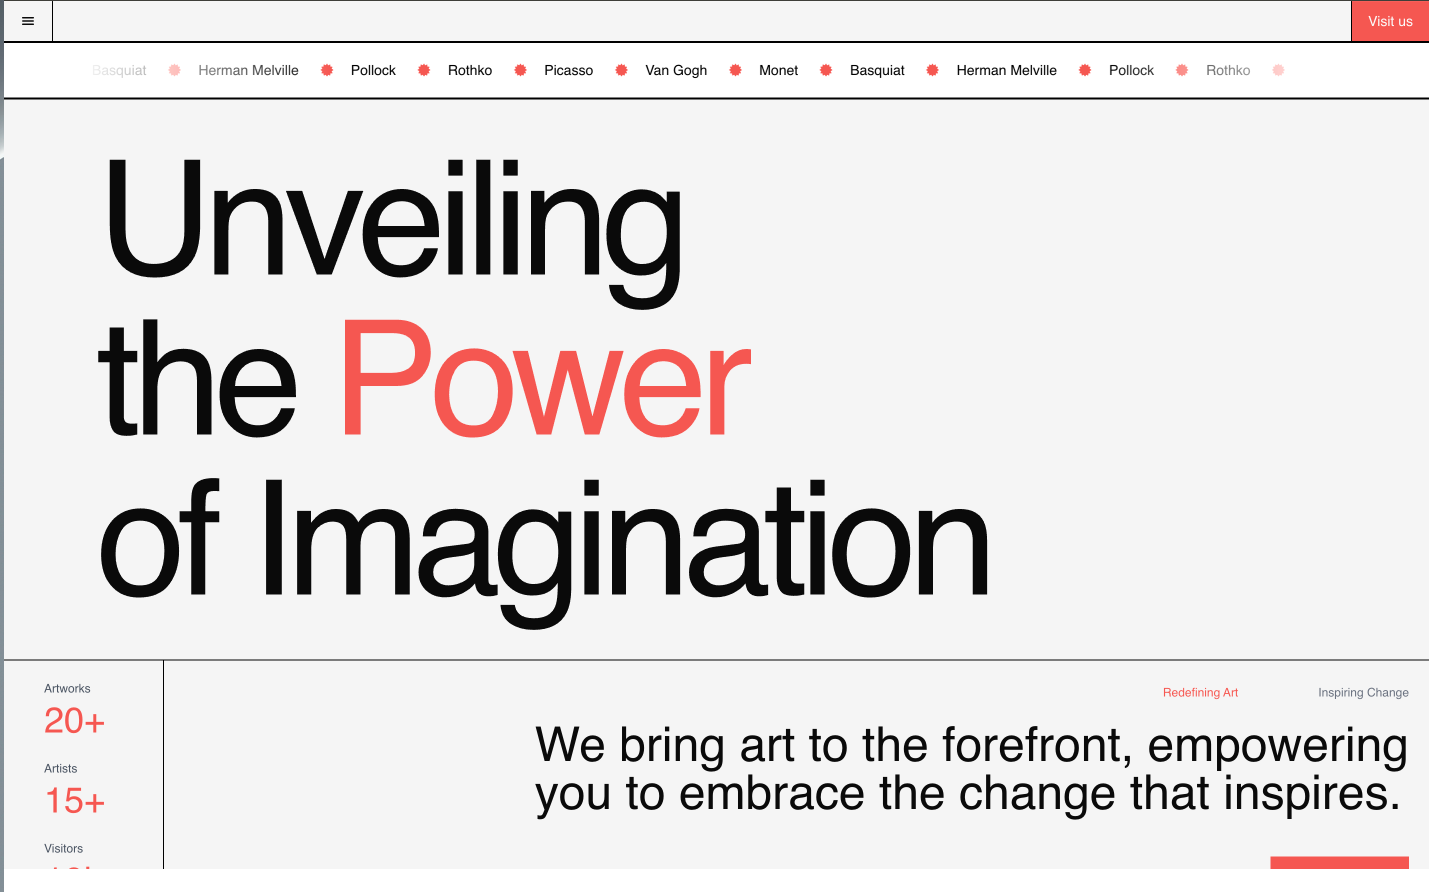 Visit us
Basquiat Herman Melville Pollock Rothko Picasso Van Gogh Monet Basquiat Herman Melville Pollock Rothko
Unveiling
the Power
of Imagination
Artworks
20+
Artists
15+
Visitors
Redefining Art Inspiring Change
We bring art to the forefront, empowering
you to embrace the change that inspires.